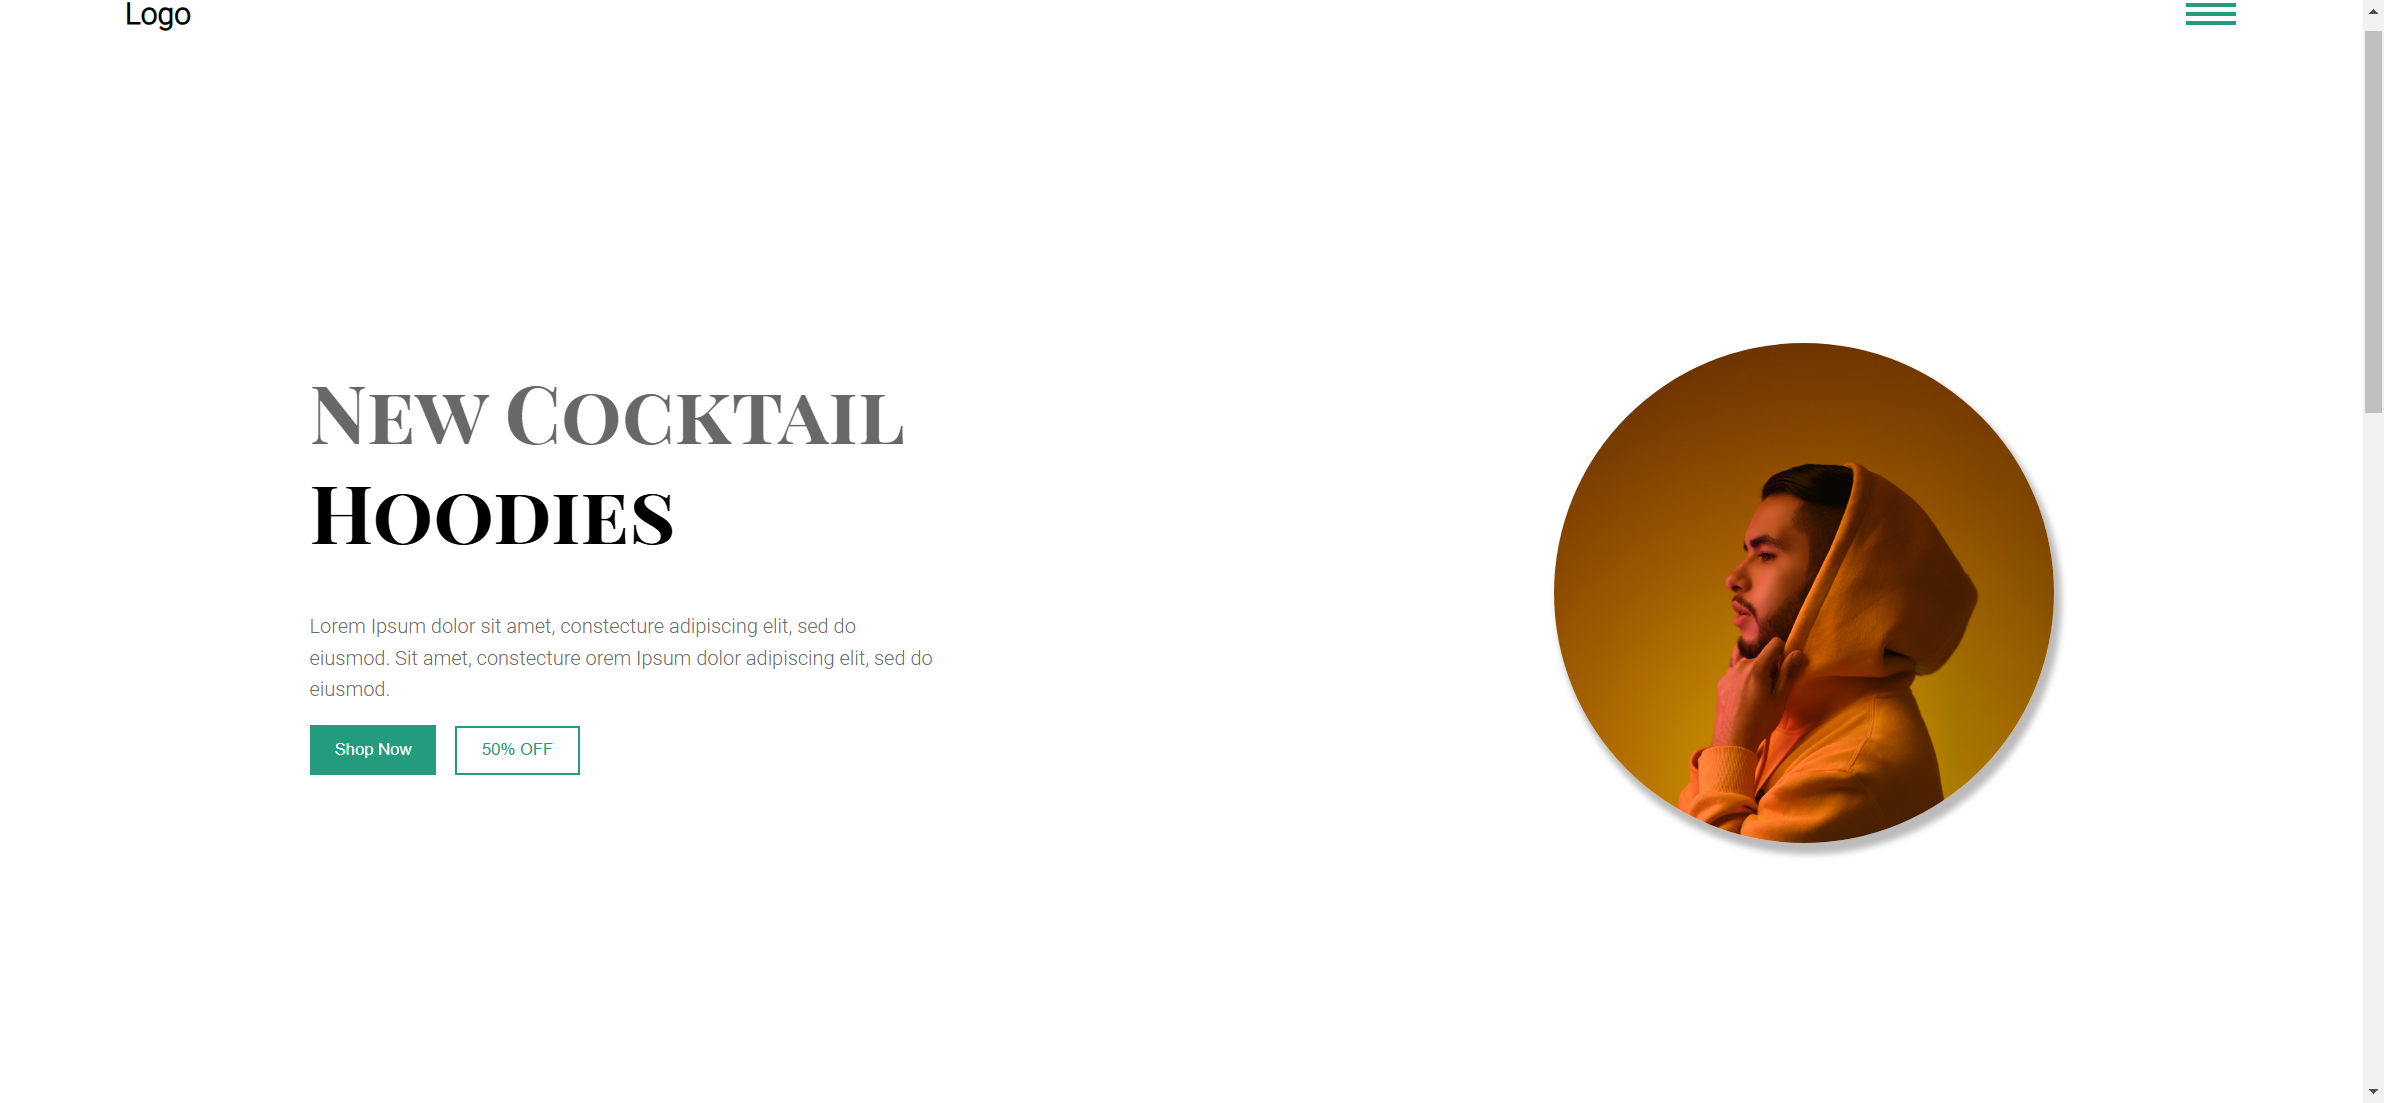 Logo
New Cocktail
Hoodies
Lorem Ipsum dolor sit amet, constecture adipiscing elit, sed do
eiusmod. Sit amet, constecture orem Ipsum dolor adipiscing elit, sed do
eiusmod.
Shop Now
50% OFF